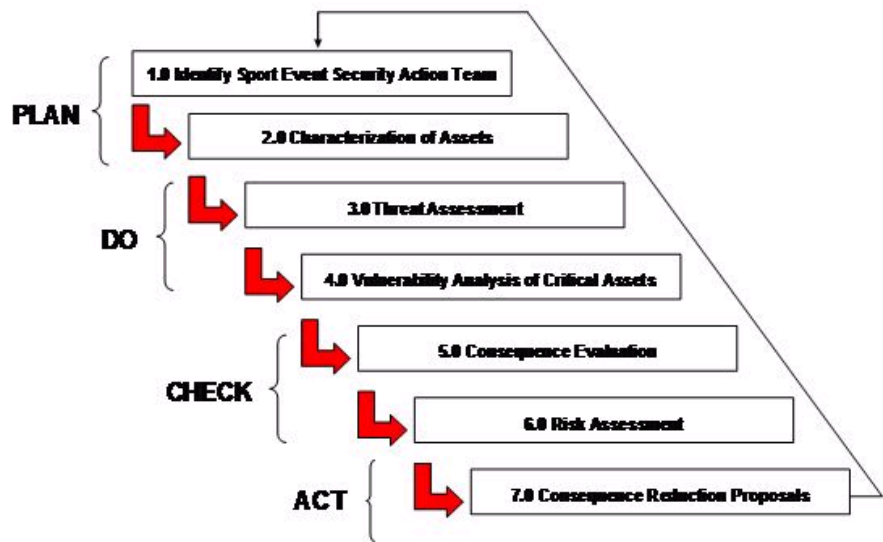 1.0 Identify Sport Event Security Action Team
PLAN
2.0 Characterization of Assets
3.0 Threat Assessment
DO
4.0 Vulnerability Analysis of Critical Assets
5.0 Consequence Evaluation
CHECK
6.0 Risk Assessment
7.0 Consequence Reduction Proposals
ACT